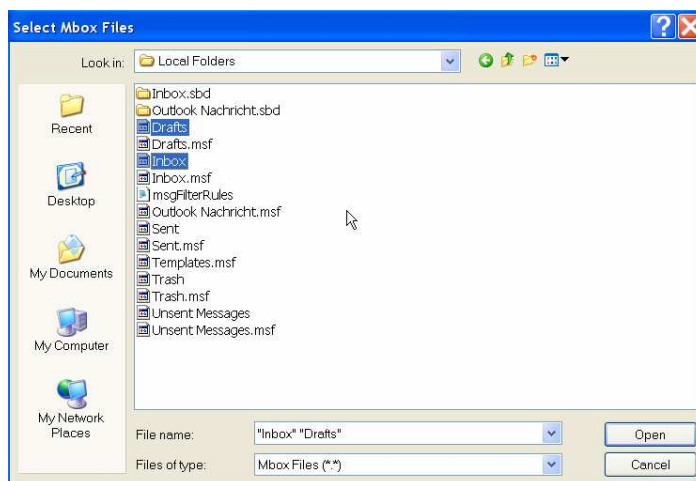 Select Mbox Files
Look in: Local Folders
Recent
Desktop
My Documents
My Computer
My Network
Places
Inbox.sbd
Outlook Nachricht.sbd
Drafts
Drafts.msf
Inbox
Inbox.msf
msgFilterRules
Outlook Nachricht.msf
Sent
Sent.msf
Templates.msf
Trash
Trash.msf
Unsent Messages
Unsent Messages.msf
File name: "Inbox" "Drafts" Open
Files of type: Mbox Files (*.*) Cancel